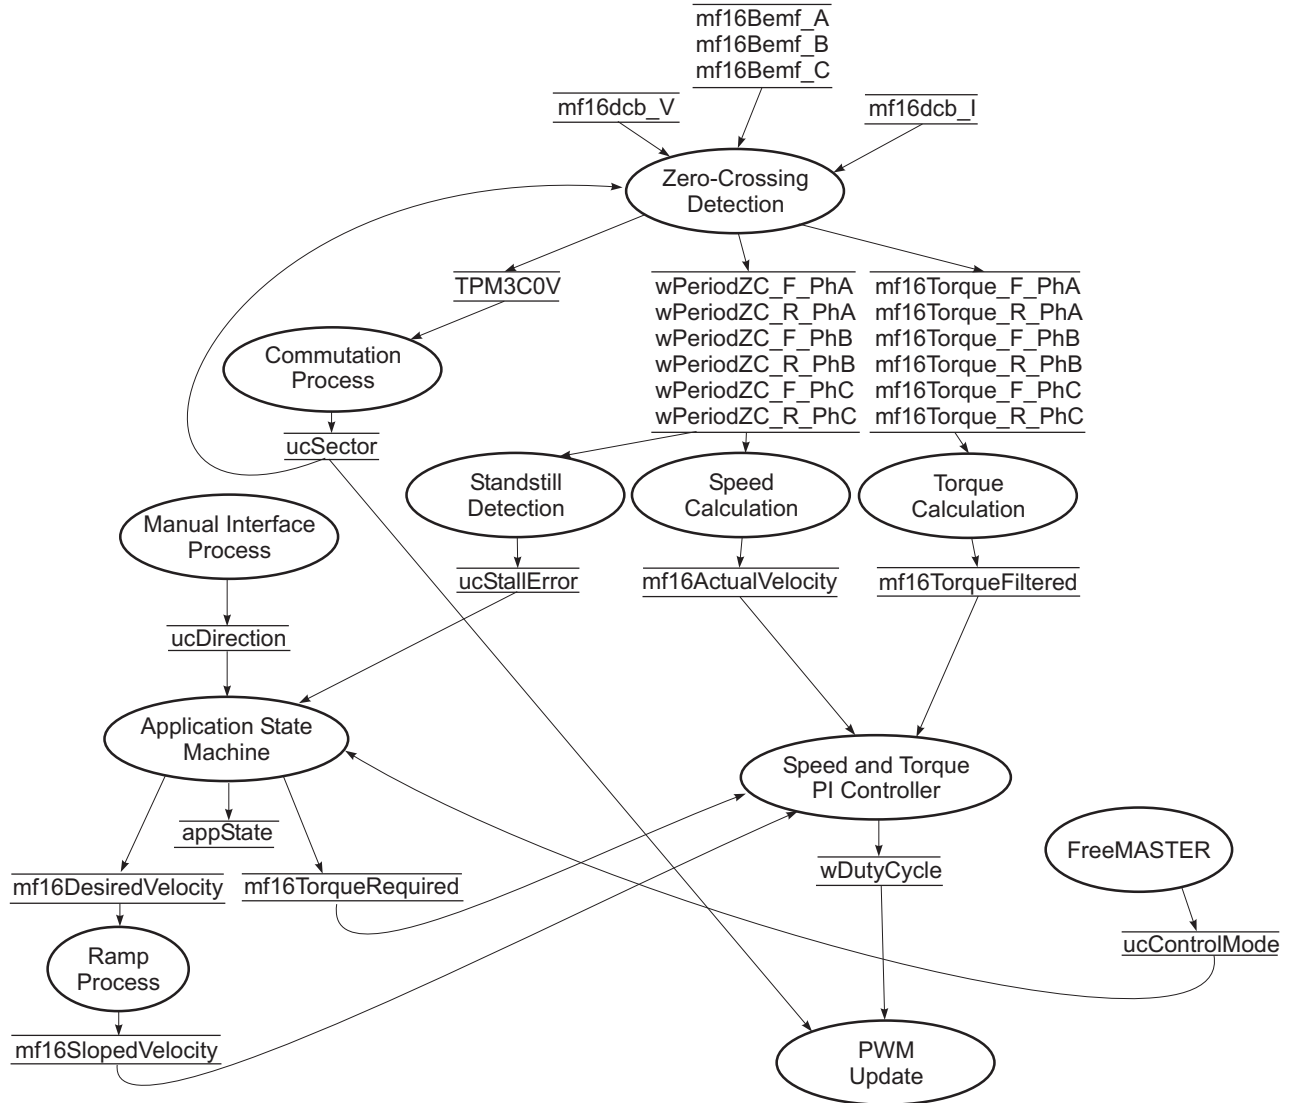 mf16Bemf_A
mf16Bemf_B
mf16Bemf_C
mf16dcb_V
mf16dcb_I
Zero-Crossing
Detection
TPM3C0V
wPeriodZC_F_PhA
wPeriodZC_R_PhA
wPeriodZC_F_PhB
wPeriodZC_R_PhB
wPeriodZC_F_PhC
wPeriodZC_R_PhC
mf16Torque_F_PhA
mf16Torque_R_PhA
mf16Torque_F_PhB
mf16Torque_R_PhB
mf16Torque_F_PhC
mf16Torque_R_PhC
Commutation
Process
ucSector
Standstill
Detection
Speed
Calculation
Torque
Calculation
Manual Interface
Process
ucStallError
mf16ActualVelocity
mf16TorqueFiltered
ucDirection
Application State
Machine
Speed and Torque
PI Controller
appState
FreeMASTER
mf16DesiredVelocity
mf16TorqueRequired
wDutyCycle
ucControlMode
Ramp
Process
mf16SlopedVelocity
PWM
Update